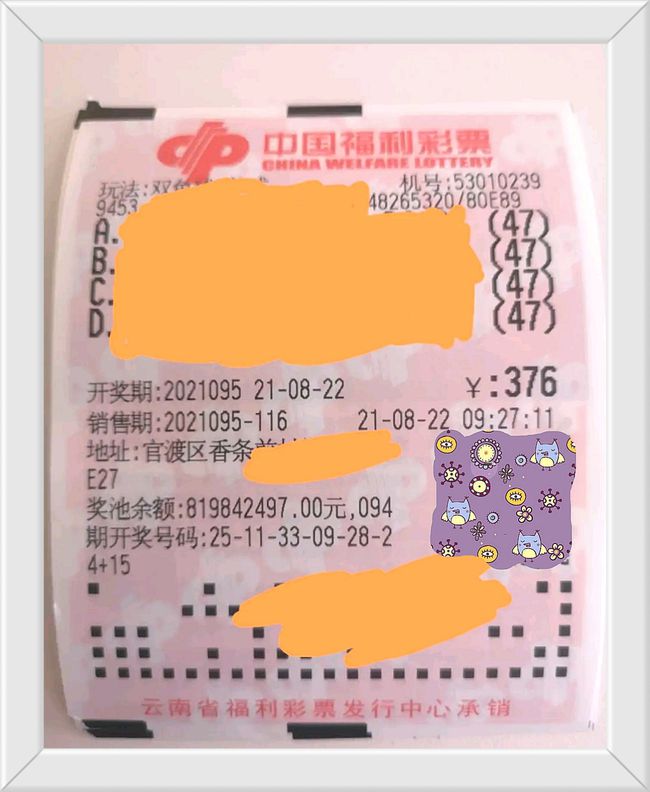 中国福利彩票
CHINA WELFARE LOTTERY
玩法:双 机号:53010239
9453 48265320/80E89
A. (47)
B. (47)
C. (47)
D. (47)
开奖期:2021095 21-08-22 ¥:376
销售期:2021095-116 21-08-22 09:27:11
地址:官渡区香条
E27
奖池余额:819842497.00元,094
期开奖号码:25-11-33-09-28-2
4+15
云南省福利彩票发行中心承销